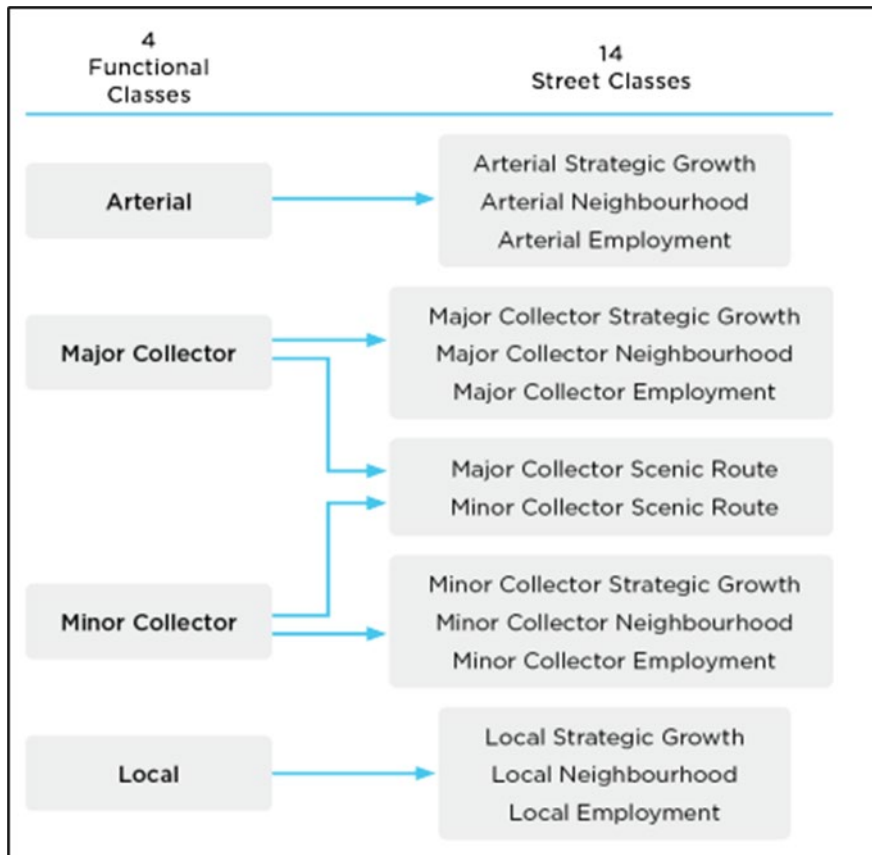 4
Functional
Classes
14
Street Classes
Arterial
Arterial Strategic Growth
Arterial Neighbourhood
Arterial Employment
Major Collector
Major Collector Strategic Growth
Major Collector Neighbourhood
Major Collector Employment
Major Collector Scenic Route
Minor Collector Scenic Route
Minor Collector
Minor Collector Strategic Growth
Minor Collector Neighbourhood
Minor Collector Employment
Local
Local Strategic Growth
Local Neighbourhood
Local Employment